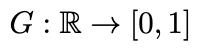 G : ℝ → [0, 1]